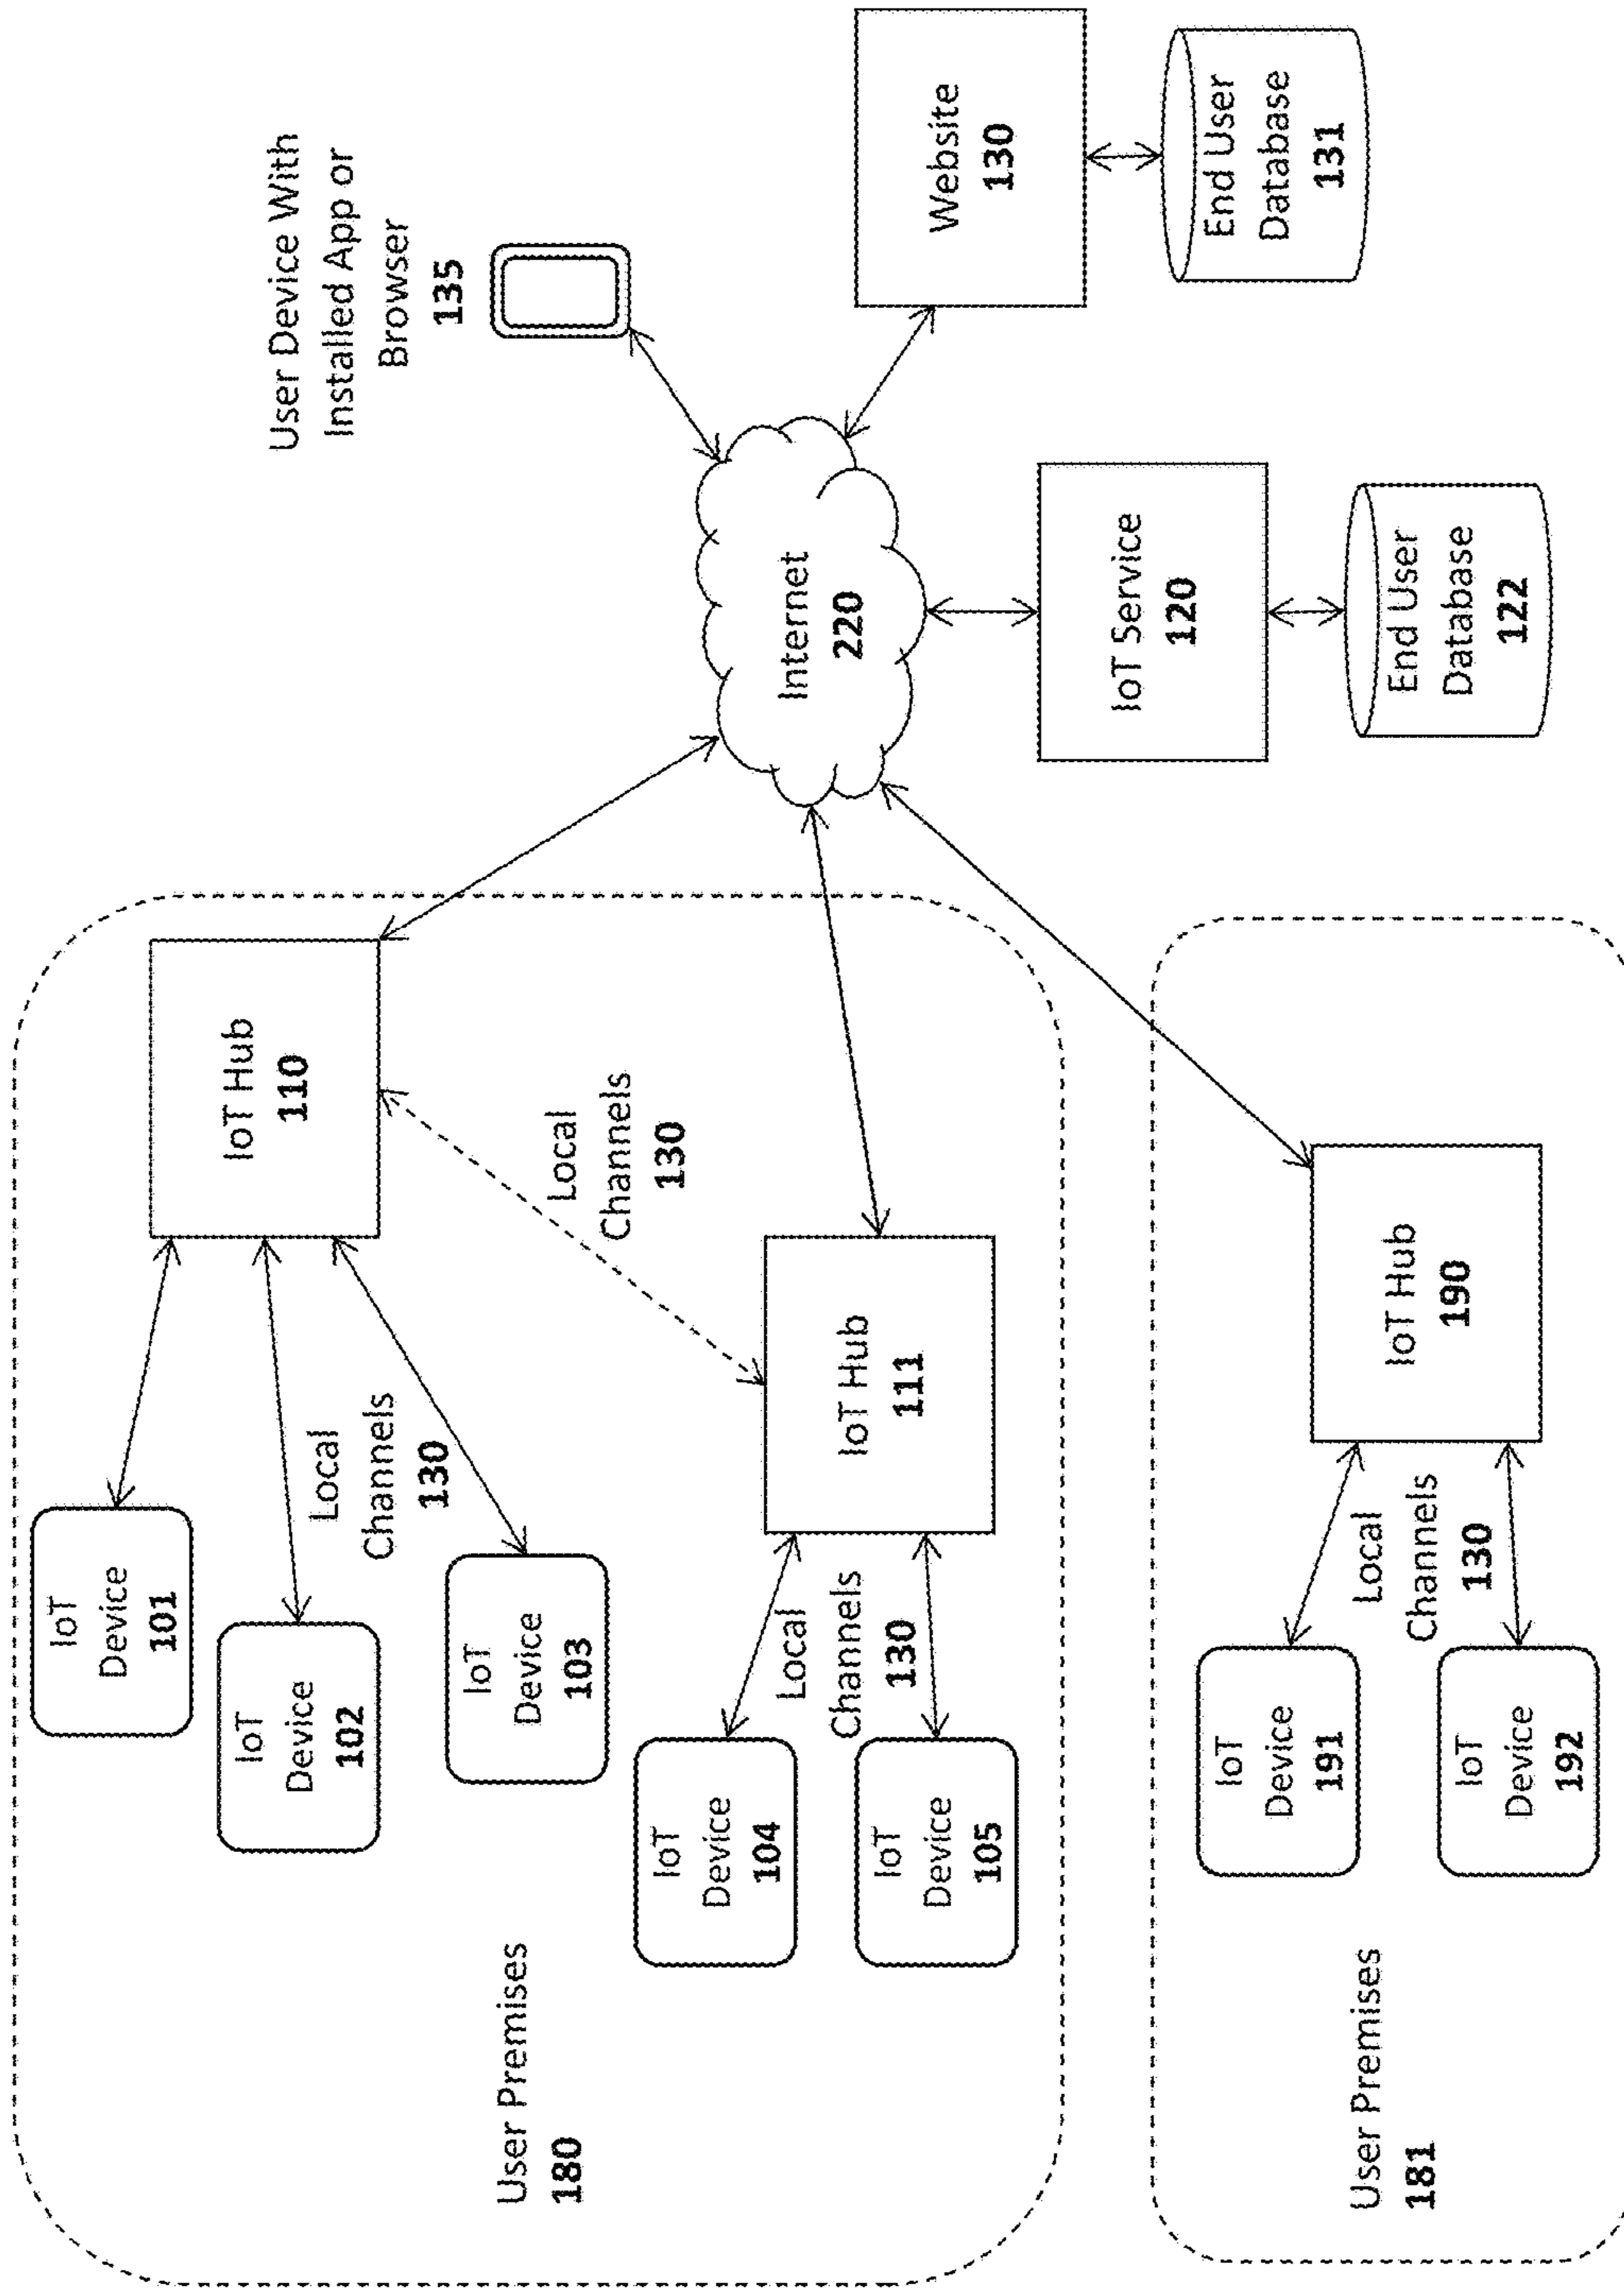 User Device With
Installed App or
Browser
135
IoT
Device
101
IoT
Device
102
IoT
Device
103
Local
Channels
130
IoT Hub
110
Local
Channels
130
User Premises
180
IoT
Device
104
IoT
Device
105
Local
Channels
130
IoT Hub
111
Internet
220
Website
130
End User
Database
131
IoT Service
120
End User
Database
122
User Premises
181
IoT
Device
191
IoT
Device
192
Local
Channels
130
IoT Hub
190